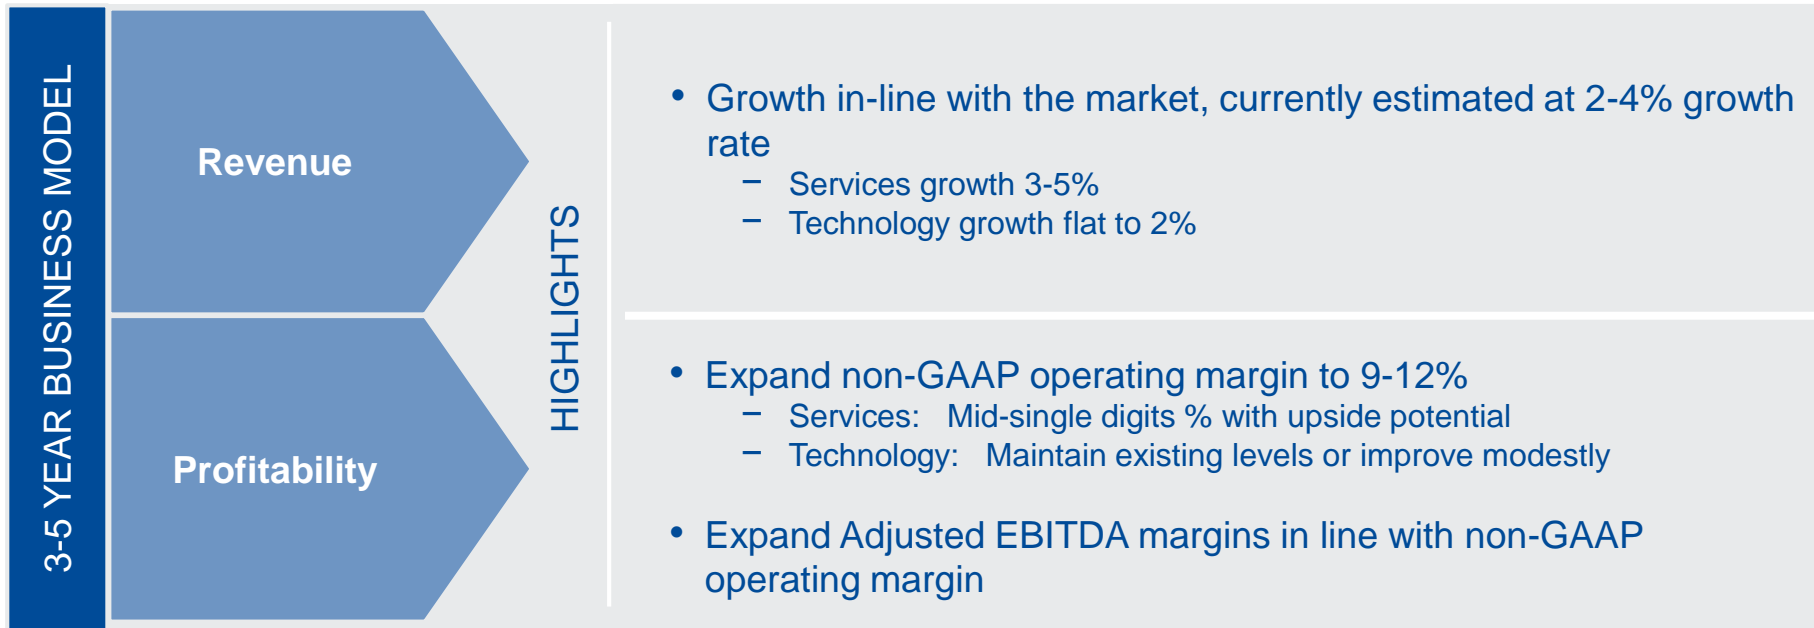 3-5 YEAR BUSINESS MODEL
Revenue
Profitability
HIGHLIGHTS
• Growth in-line with the market, currently estimated at 2-4% growth
rate
− Services growth 3-5%
− Technology growth flat to 2%
• Expand non-GAAP operating margin to 9-12%
− Services: Mid-single digits % with upside potential
− Technology: Maintain existing levels or improve modestly
• Expand Adjusted EBITDA margins in line with non-GAAP
operating margin